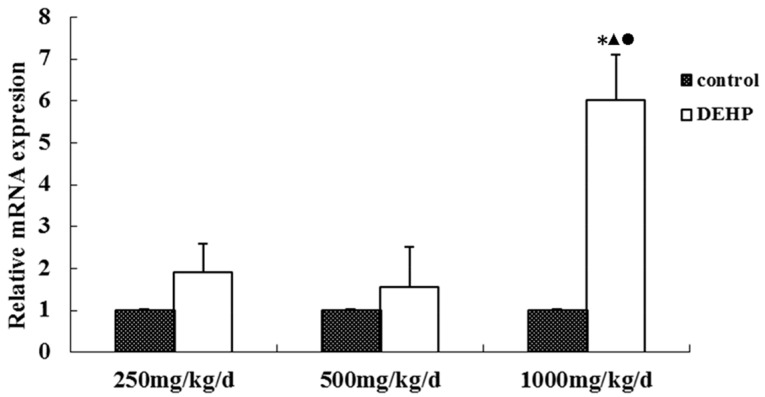 Relative mRNA expresion
8
7
6
5
4
3
2
1
0
*▲●
control
DEHP
250mg/kg/d
500mg/kg/d
1000mg/kg/d